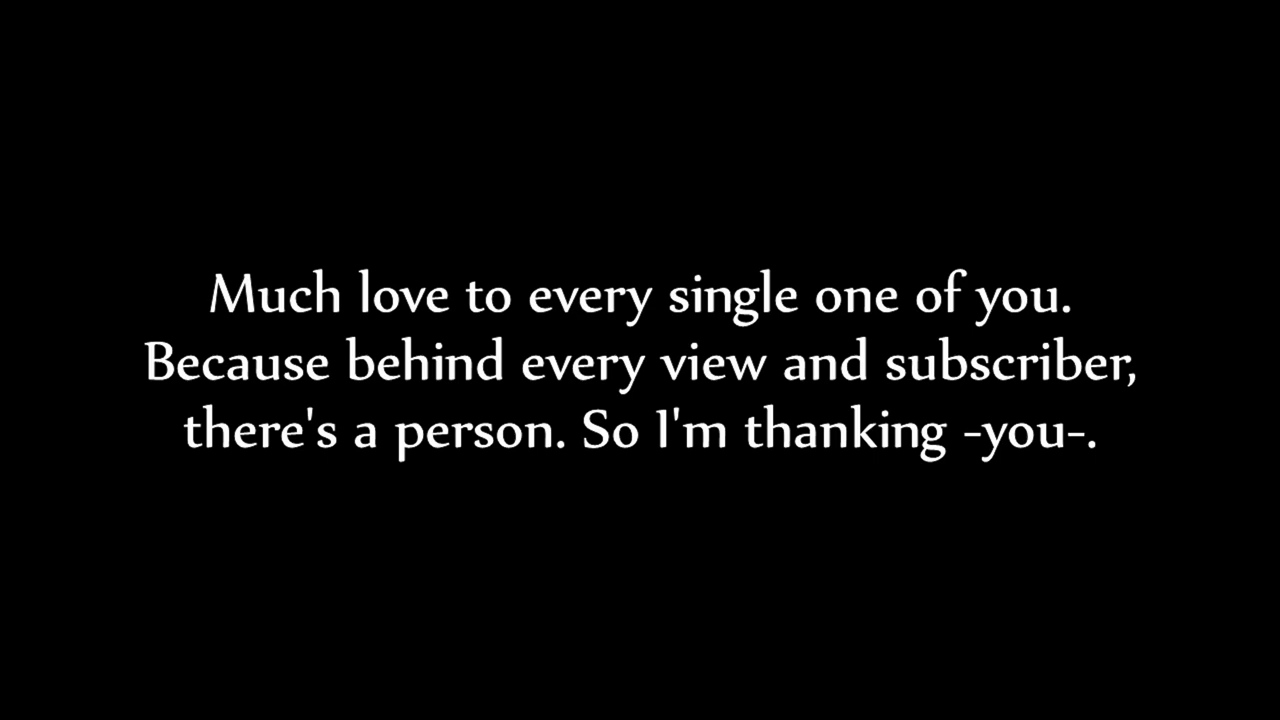 Much love to every single one of you.
Because behind every view and subscriber,
there's a person. So I'm thanking -you-.